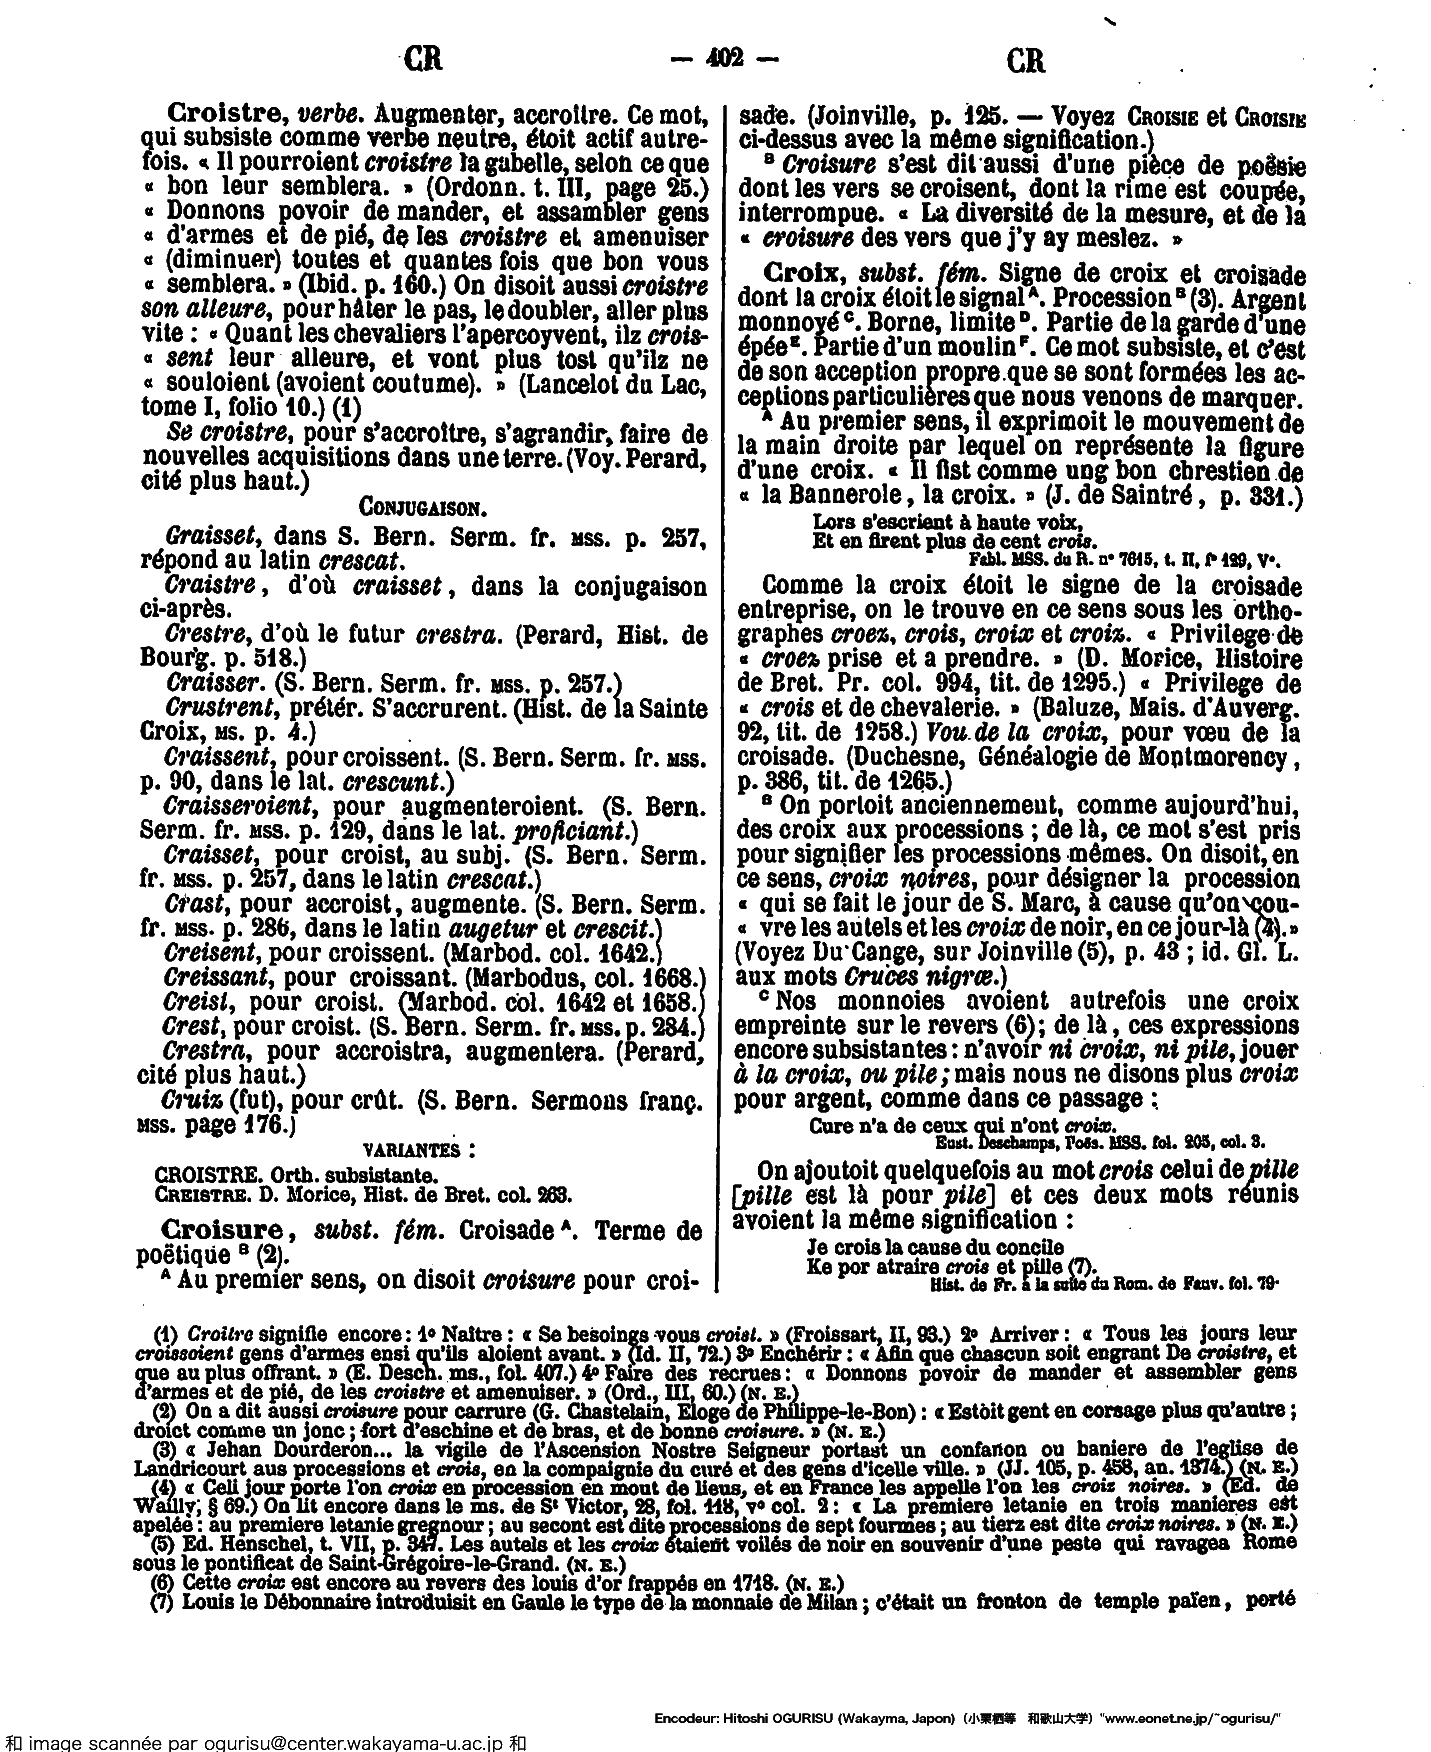 CR — 402 — CR
Croistre, verbe. Augmenter, accroître. Ce mot,
qui subsiste comme verbe neutre, étoit actif autre-
fois. « Il pourroient croistre la gabelle, selon ce que
« bon leur semblera. » (Ordonn. t. III, page 25.)
« Donnons povoir de mander, et assambler gens
« d'armes et de pié, de les croistre et amenuiser
« (diminuer) toutes et quantes fois que bon vous
« semblera. » (Ibid. p. 160.) On disoit aussi croistre
son alleure, pour hâter le pas, le doubler, aller plus
vite : « Quant les chevaliers l'apercoyvent, ilz crois-
« sent leur alleure, et vont plus tost qu'ilz ne
« souloient (avoient coutume). » (Lancelot du Lac,
tome I, folio 10.) (1)
Se croistre, pour s'accroître, s'agrandir, faire de
nouvelles acquisitions dans une terre. (Voy. Perard,
cité plus haut.)
CONJUGAISON.
Graisset, dans S. Bern. Serm. fr. MSS. p. 257,
répond au latin crescat.
Craistre, d'où craisset, dans la conjugaison
ci-après.
Crestre, d'où le futur crestra. (Perard, Hist. de
Bourg. p. 518.)
Craisser. (S. Bern. Serm. fr. MSS. p. 257.)
Crustrent, prétér. S'accrurent. (Hist. de la Sainte
Croix, MS. p. 4.)
Craissent, pour croissent. (S. Bern. Serm. fr. MSS.
p. 90, dans le lat. crescunt.)
Craisseroient, pour augmenteroient. (S. Bern.
Serm. fr. MSS. p. 129, dans le lat. proficiant.)
Craisset, pour croist, au subj. (S. Bern. Serm.
fr. MSS. p. 257, dans le latin crescat.)
Crast, pour accroist, augmente. (S. Bern. Serm.
fr. MSS. p. 286, dans le latin augetur et crescit.)
Creisent, pour croissent. (Marbod. col. 1642.)
Creissant, pour croissant. (Marbodus, col. 1668.)
Creist, pour croist. (Marbod. col. 1642 et 1658.)
Crest, pour croist. (S. Bern. Serm. fr. MSS. p. 284.)
Crestra, pour accroistra, augmentera. (Perard,
cité plus haut.)
Cruiz (fut), pour crût. (S. Bern. Sermons franç.
MSS. page 176.)
VARIANTES :
CROISTRE. Orth. subsistante.
CREISTRE. D. Morice, Hist. de Bret. col. 263.
Croisure, subst. fém. Croisade A. Terme de
poëtique B (2).
A Au premier sens, on disoit croisure pour croi-
sade. (Joinville, p. 125. — Voyez CROISIE et CROISIE
ci-dessus avec la même signification.)
B Croisure s'est dit aussi d'une pièce de poësie
dont les vers se croisent, dont la rime est coupée,
interrompue. « La diversité de la mesure, et de la
« croisure des vers que j'y ay meslez. »
Croix, subst. fém. Signe de croix et croisade
dont la croix étoit le signal A. Procession B (3). Argent
monnoyé C. Borne, limite D. Partie de la garde d'une
épée E. Partie d'un moulin F. Ce mot subsiste, et c'est
de son acception propre que se sont formées les ac-
ceptions particulières que nous venons de marquer.
A Au premier sens, il exprimoit le mouvement de
la main droite par lequel on représente la figure
d'une croix. « Il fist comme ung bon chrestien de
« la Bannerole, la croix. » (J. de Saintré, p. 331.)
Lors s'escrient à haute voix,
Et en firent plus de cent crois.
Fabl. MSS. du R. n° 7615, t. II, f° 129, V°.
Comme la croix étoit le signe de la croisade
entreprise, on le trouve en ce sens sous les ortho-
graphes croez, crois, croix et croiz. « Privilege de
« croez prise et a prendre. » (D. Morice, Histoire
de Bret. Pr. col. 994, tit. de 1295.) « Privilege de
« crois et de chevalerie. » (Baluze, Mais. d'Auverg.
92, tit. de 1258.) Vou de la croix, pour vœu de la
croisade. (Duchesne, Généalogie de Montmorency,
p. 386, tit. de 1265.)
B On portoit anciennement, comme aujourd'hui,
des croix aux processions ; de là, ce mot s'est pris
pour signifier les processions mêmes. On disoit, en
ce sens, croix noires, pour désigner la procession
« qui se fait le jour de S. Marc, à cause qu'on cou-
« vre les autels et les croix de noir, en ce jour-là (4). »
(Voyez Du Cange, sur Joinville (5), p. 43 ; id. Gl. L.
aux mots Cruces nigræ.)
C Nos monnoies avoient autrefois une croix
empreinte sur le revers (6) ; de là, ces expressions
encore subsistantes : n'avoir ni croix, ni pile, jouer
à la croix, ou pile ; mais nous ne disons plus croix
pour argent, comme dans ce passage :
Cure n'a de ceux qui n'ont croix.
Eust. Deschamps, Poës. MSS. fol. 205, col. 3.
On ajoutoit quelquefois au mot crois celui de pille
[pille est là pour pile] et ces deux mots réunis
avoient la même signification :
Je crois la cause du concile
Ke por atraire crois et pille (7).
Hist. de Fr. à la suite du Rom. de Fauv. fol. 79.
(1) Croître signifie encore : 1° Naître : « Se besoings vous croist. » (Froissart, II, 93.) 2° Arriver : « Tous les jours leur
croissoient gens d'armes ensi qu'ils aloient avant. » (Id. II, 72.) 3° Enchérir : « Afin que chascun soit engrant De croistre, et
que au plus offrant. » (E. Desch. ms., fol. 407.) 4° Faire des recrues : « Donnons povoir de mander et assembler gens
d'armes et de pié, de les croistre et amenuiser. » (Ord., III, 60.) (N. E.)
(2) On a dit aussi croisure pour carrure (G. Chastelain, Eloge de Philippe-le-Bon) : « Estoit gent en corsage plus qu'autre ;
droict comme un jonc ; fort d'eschine et de bras, et de bonne croisure. » (N. E.)
(3) « Jehan Dourderon... la vigile de l'Ascension Nostre Seigneur portast un confanon ou baniere de l'eglise de
Landricourt aus processions et crois, en la compaignie du curé et des gens d'icelle ville. » (JJ. 105, p. 458, an. 1374.) (N. E.)
(4) « Celi jour porte l'on croix en procession en mout de lieus, et en France les appelle l'on les croiz noires. » (Ed. de
Wailly, § 69.) On lit encore dans le ms. de St Victor, 28, fol. 118, v° col. 2 : « La premiere letanie en trois manieres est
apelée : au premiere letanie gregnour ; au secont est dite processions de sept fourmes ; au tierz est dite croix noires. » (N. E.)
(5) Ed. Henschel, t. VII, p. 347. Les autels et les croix étaient voilés de noir en souvenir d'une peste qui ravagea Rome
sous le pontificat de Saint-Grégoire-le-Grand. (N. E.)
(6) Cette croix est encore au revers des louis d'or frappés en 1718. (N. E.)
(7) Louis le Débonnaire introduisit en Gaule le type de la monnaie de Milan ; c'était un fronton de temple païen, porté
Encodeur: Hitoshi OGURISU (Wakayma, Japon) (小栗栖等 和歌山大学) "www.eonet.ne.jp/~ogurisu/"
和 image scannée par ogurisu@center.wakayama-u.ac.jp 和